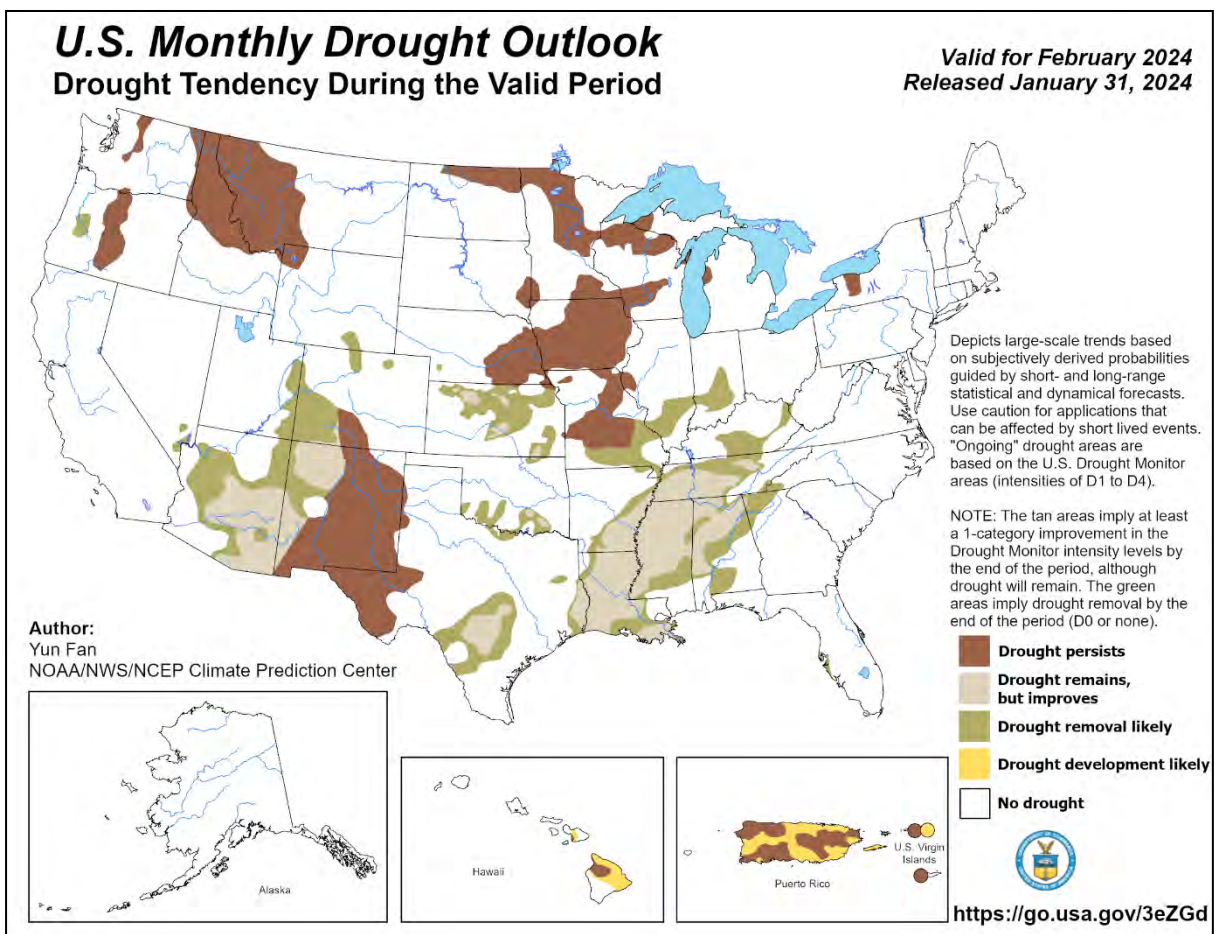 U.S. Monthly Drought Outlook
Drought Tendency During the Valid Period
Valid for February 2024
Released January 31, 2024
Depicts large-scale trends based
on subjectively derived probabilities
guided by short- and long-range
statistical and dynamical forecasts.
Use caution for applications that
can be affected by short lived events.
"Ongoing" drought areas are
based on the U.S. Drought Monitor
areas (intensities of D1 to D4).
NOTE: The tan areas imply at least
a 1-category improvement in the
Drought Monitor intensity levels by
the end of the period, although
drought will remain. The green
areas imply drought removal by the
end of the period (D0 or none).
Author:
Yun Fan
NOAA/NWS/NCEP Climate Prediction Center
Drought persists
Drought remains,
but improves
Drought removal likely
Drought development likely
No drought
Alaska
Hawaii
Puerto Rico
U.S. Virgin
Islands
https://go.usa.gov/3eZGd